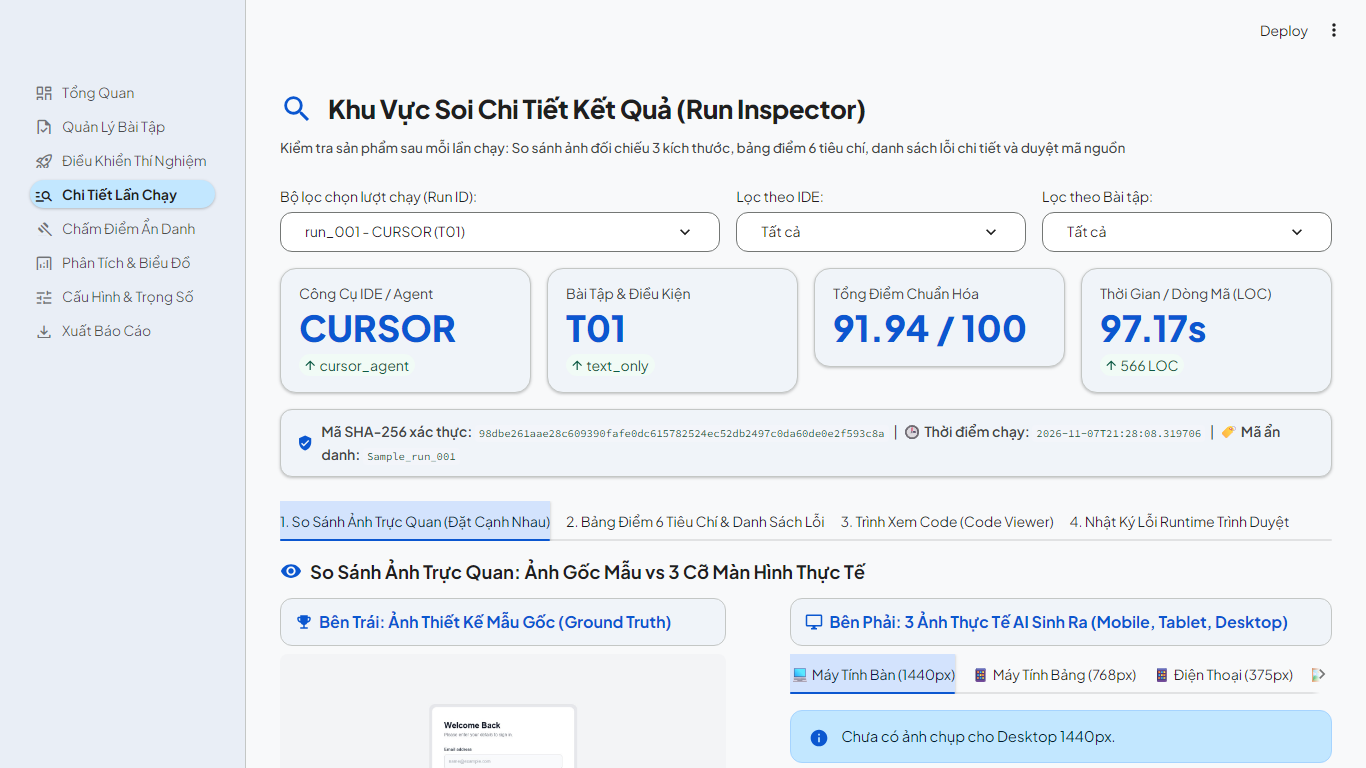 Deploy
Tổng Quan
Quản Lý Bài Tập
Điều Khiển Thí Nghiệm
Chi Tiết Lần Chạy
Chấm Điểm Ẩn Danh
Phân Tích & Biểu Đồ
Cấu Hình & Trọng Số
Xuất Báo Cáo
Khu Vực Soi Chi Tiết Kết Quả (Run Inspector)
Kiểm tra sản phẩm sau mỗi lần chạy: So sánh ảnh đối chiếu 3 kích thước, bảng điểm 6 tiêu chí, danh sách lỗi chi tiết và duyệt mã nguồn
Bộ lọc chọn lượt chạy (Run ID):
run_001 - CURSOR (T01)
Lọc theo IDE:
Tất cả
Lọc theo Bài tập:
Tất cả
Công Cụ IDE / Agent
CURSOR
↑ cursor_agent
Bài Tập & Điều Kiện
T01
↑ text_only
Tổng Điểm Chuẩn Hóa
91.94 / 100
Thời Gian / Dòng Mã (LOC)
97.17s
↑ 566 LOC
Mã SHA-256 xác thực: 98dbe261aae28c609390fafe0dc615782524ec52db2497c0da60de0e2f593c8a | Thời điểm chạy: 2026-11-07T21:28:08.319706 | Mã ẩn
danh: Sample_run_001
1. So Sánh Ảnh Trực Quan (Đặt Cạnh Nhau)
2. Bảng Điểm 6 Tiêu Chí & Danh Sách Lỗi
3. Trình Xem Code (Code Viewer)
4. Nhật Ký Lỗi Runtime Trình Duyệt
So Sánh Ảnh Trực Quan: Ảnh Gốc Mẫu vs 3 Cỡ Màn Hình Thực Tế
Bên Trái: Ảnh Thiết Kế Mẫu Gốc (Ground Truth)
Welcome Back
Please enter your details to sign in.
Email address
name@example.com
Bên Phải: 3 Ảnh Thực Tế AI Sinh Ra (Mobile, Tablet, Desktop)
Máy Tính Bàn (1440px)
Máy Tính Bảng (768px)
Điện Thoại (375px)
Chưa có ảnh chụp cho Desktop 1440px.